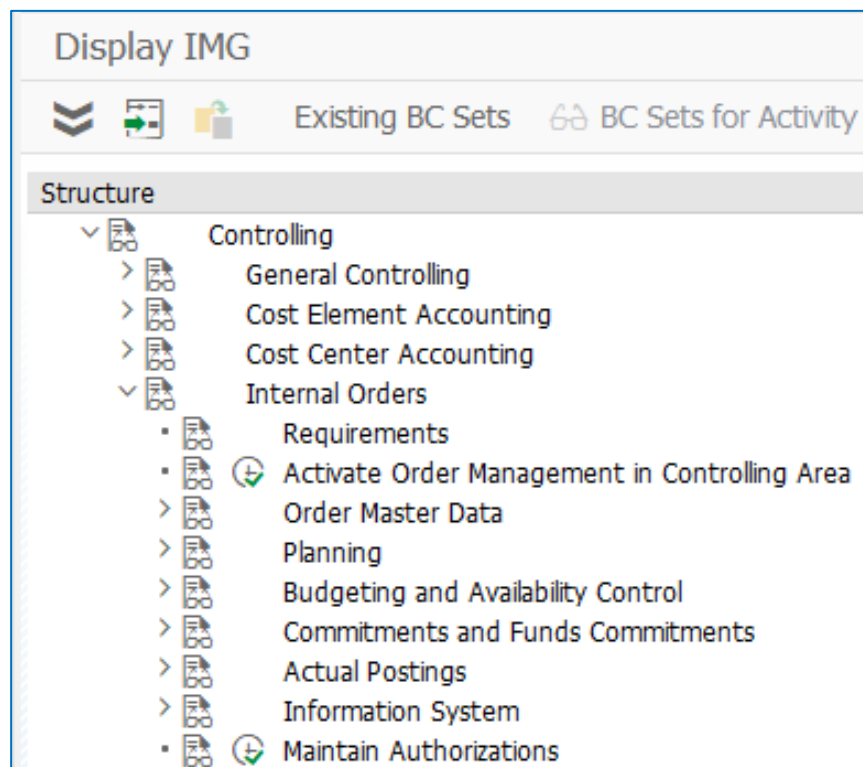 Display IMG
Existing BC Sets BC Sets for Activity
Structure
Controlling
General Controlling
Cost Element Accounting
Cost Center Accounting
Internal Orders
Requirements
Activate Order Management in Controlling Area
Order Master Data
Planning
Budgeting and Availability Control
Commitments and Funds Commitments
Actual Postings
Information System
Maintain Authorizations